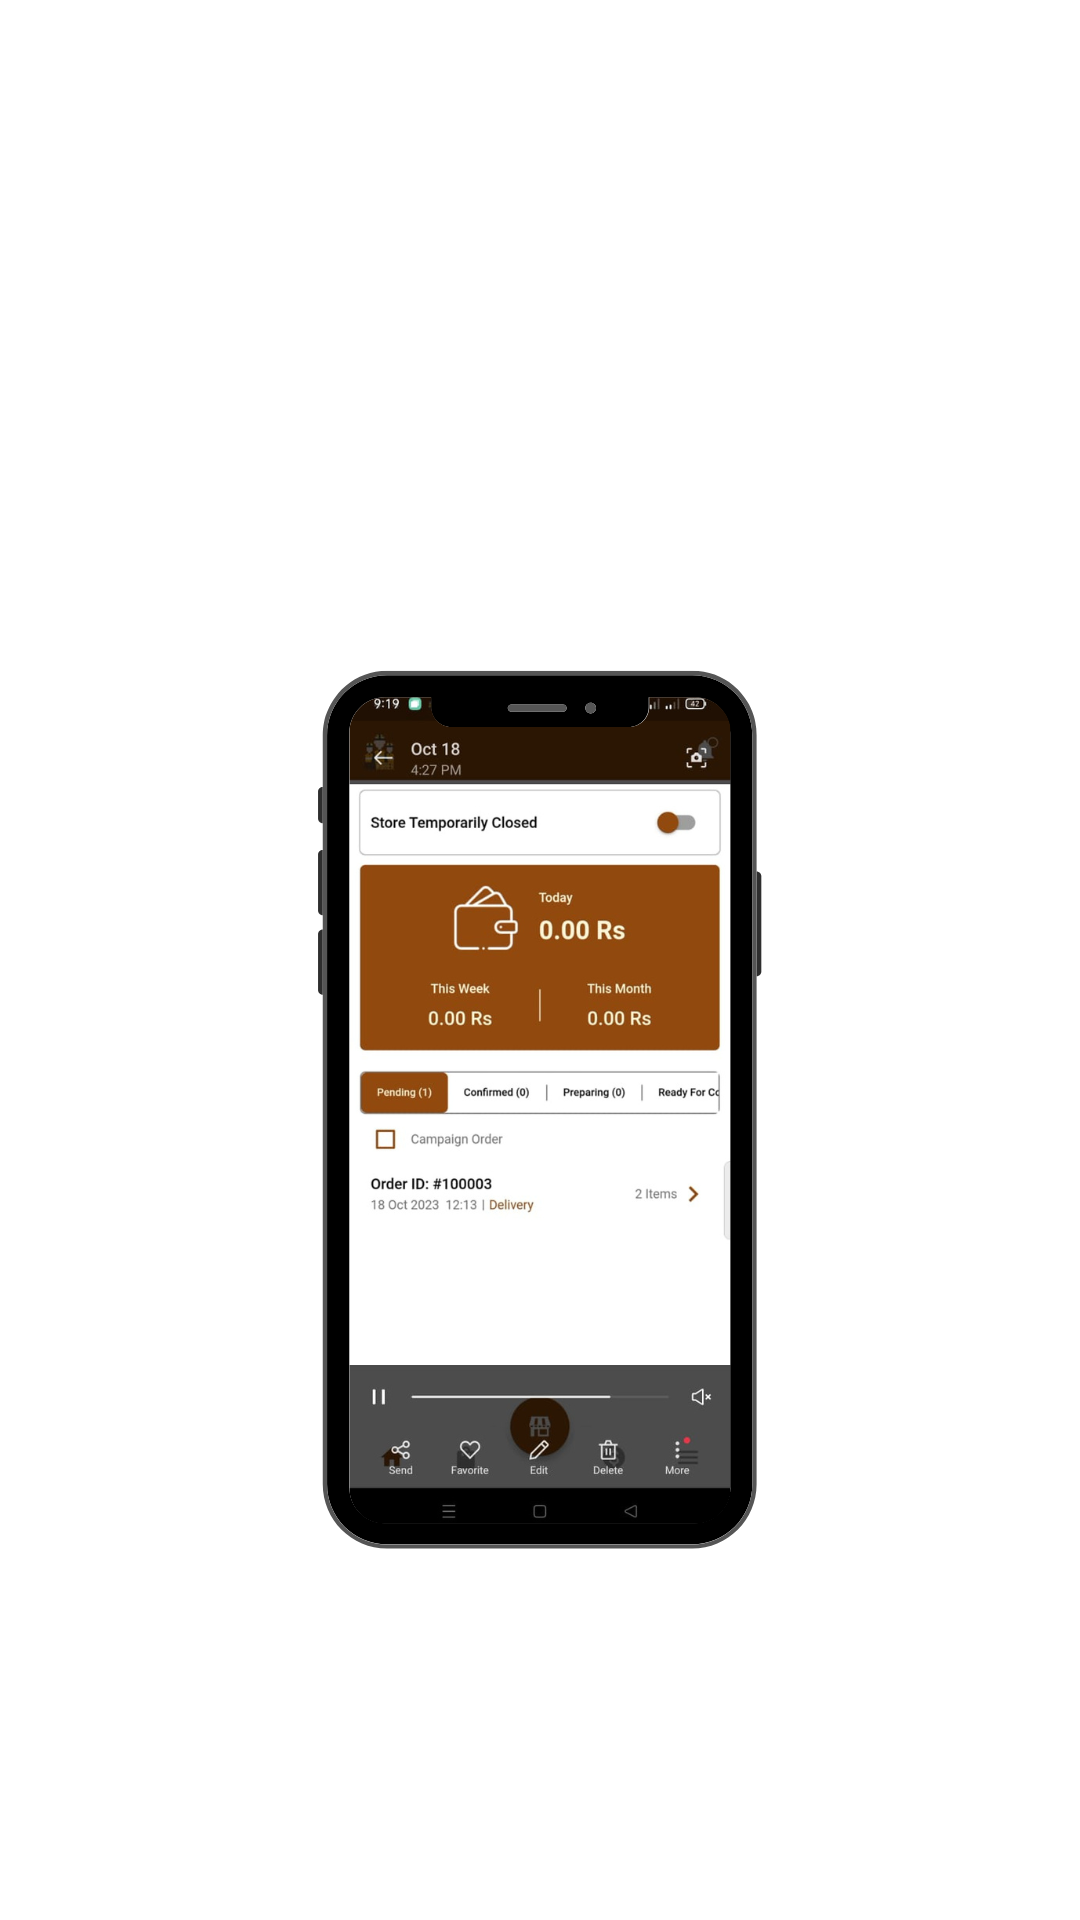 9:19 42
Oct 18
4:27 PM
Store Temporarily Closed
Today
0.00 Rs
This Week This Month
0.00 Rs 0.00 Rs
Pending (1) Confirmed (0) Preparing (0) Ready For
Campaign Order
Order ID: #100003
2 Items
18 Oct 2023 12:13 | Delivery
Send Favorite Edit Delete More